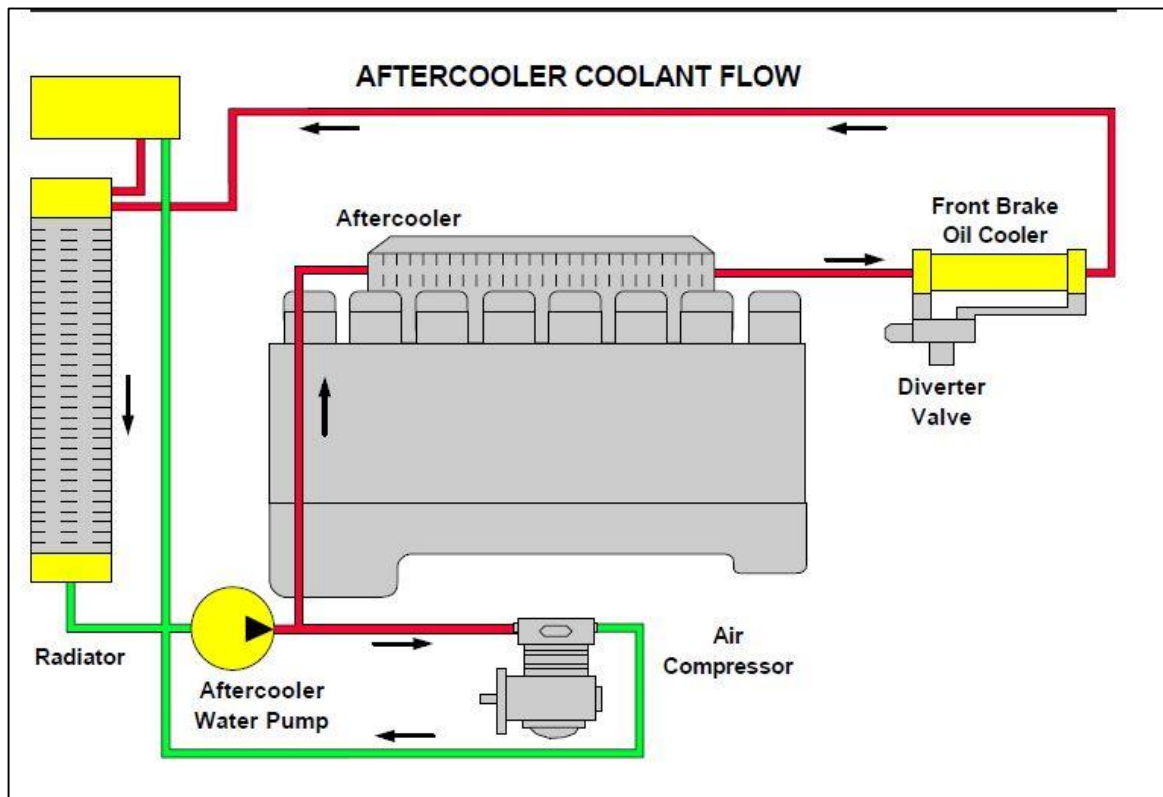 AFTERCOOLER COOLANT FLOW
Aftercooler
Front Brake
Oil Cooler
Diverter
Valve
Radiator
Aftercooler
Water Pump
Air
Compressor